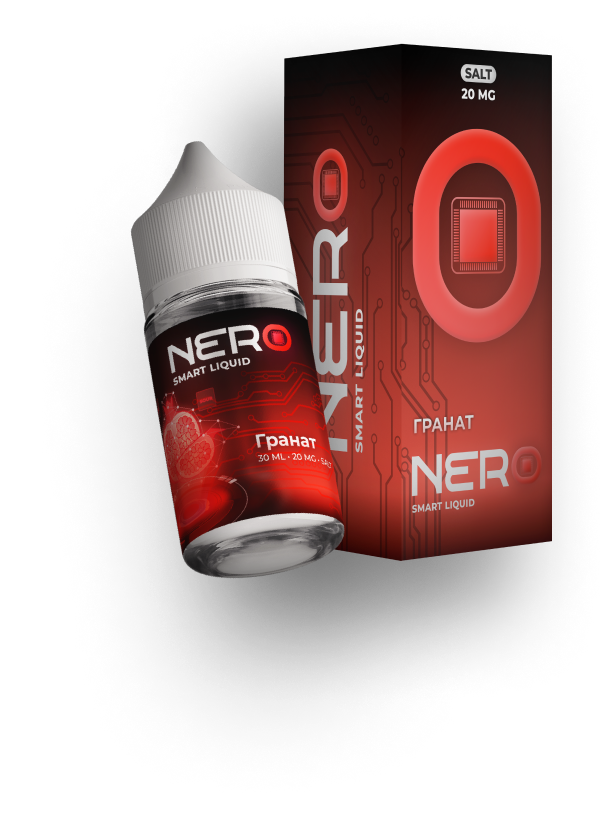 SALT
20 MG
NERO
SMART LIQUID
ГРАНАТ
NERO
SMART LIQUID
NERO
SMART LIQUID
Гранат
30 ML · 20 MG · SALT